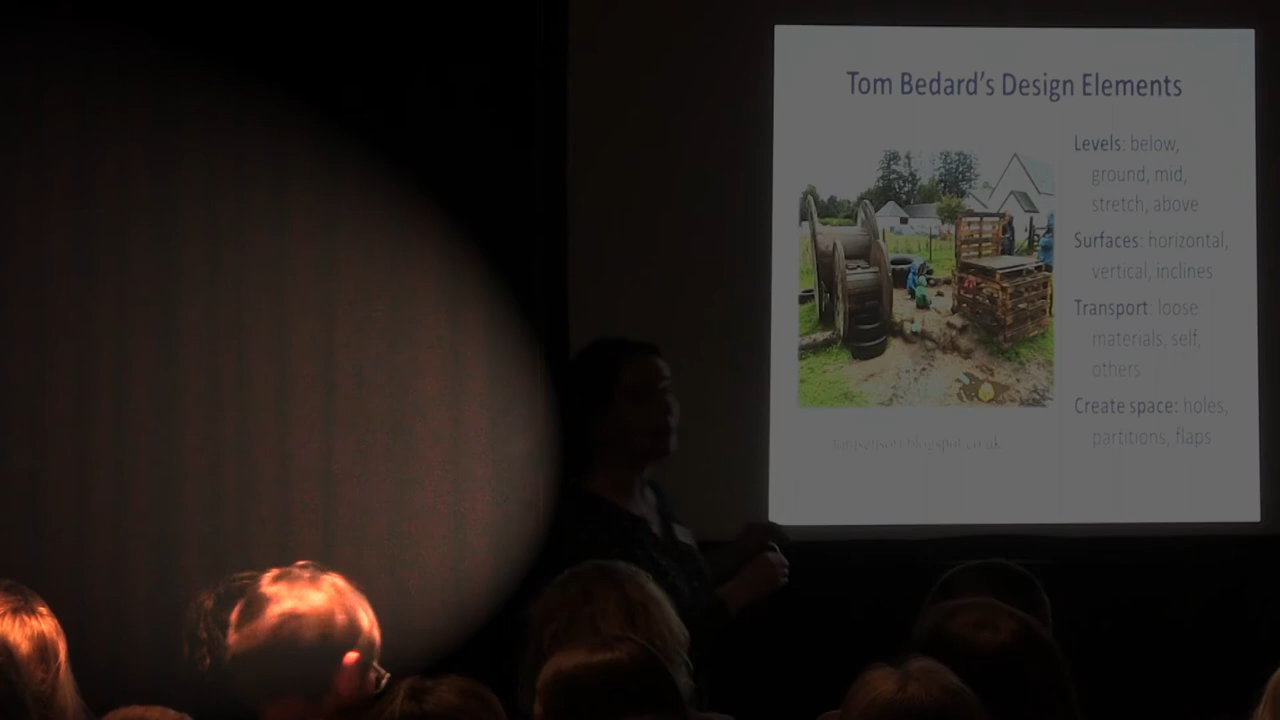 Tom Bedard's Design Elements
Levels: below,
ground, mid,
stretch, above
Surfaces: horizontal,
vertical, inclines
Transport: loose
materials, self,
others
Create space: holes,
partitions, flaps